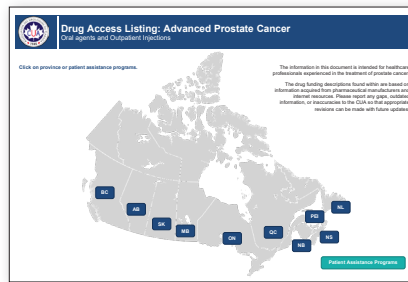 Drug Access Listing: Advanced Prostate Cancer
Oral agents and Outpatient Injections
Click on province or patient assistance programs.
The information in this document is intended for healthcare
professionals experienced in the treatment of prostate cancer.
The drug funding descriptions found within are based on
information acquired from pharmaceutical manufacturers and
internet resources. Please report any gaps, outdated
information, or inaccuracies to the CUA so that appropriate
revisions can be made with future updates.
BC
AB
SK
MB
ON
QC
NL
PEI
NS
NB
Patient Assistance Programs